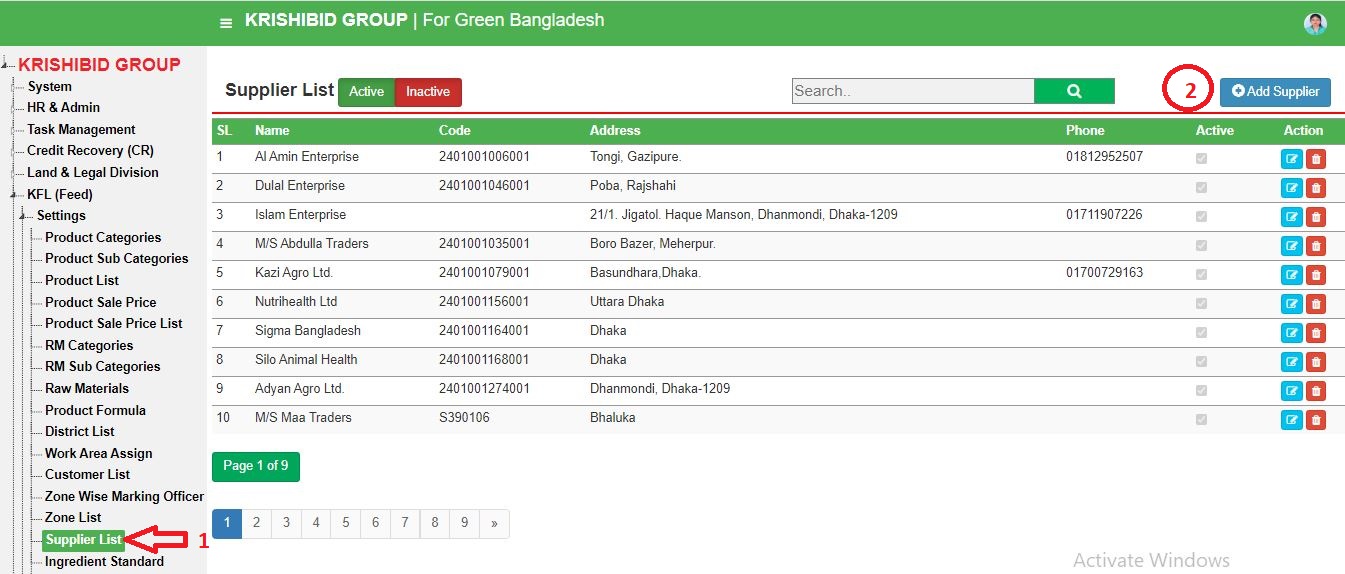 KRISHIBID GROUP | For Green Bangladesh
KRISHIBID GROUP
System
HR & Admin
Task Management
Credit Recovery (CR)
Land & Legal Division
KFL (Feed)
Settings
Product Categories
Product Sub Categories
Product List
Product Sale Price
Product Sale Price List
RM Categories
RM Sub Categories
Raw Materials
Product Formula
District List
Work Area Assign
Customer List
Zone Wise Marking Officer
Zone List
Supplier List 1
Ingredient Standard
Supplier List Active Inactive Search.. 2 Add Supplier
SL Name Code Address Phone Active Action
1 Al Amin Enterprise 2401001006001 Tongi, Gazipure. 01812952507
2 Dulal Enterprise 2401001046001 Poba, Rajshahi
3 Islam Enterprise 21/1. Jigatol. Haque Manson, Dhanmondi, Dhaka-1209 01711907226
4 M/S Abdulla Traders 2401001035001 Boro Bazer, Meherpur.
5 Kazi Agro Ltd. 2401001079001 Basundhara,Dhaka. 01700729163
6 Nutrihealth Ltd 2401001156001 Uttara Dhaka
7 Sigma Bangladesh 2401001164001 Dhaka
8 Silo Animal Health 2401001168001 Dhaka
9 Adyan Agro Ltd. 2401001274001 Dhanmondi, Dhaka-1209
10 M/S Maa Traders S390106 Bhaluka
Page 1 of 9
1 2 3 4 5 6 7 8 9 »
Activate Windows